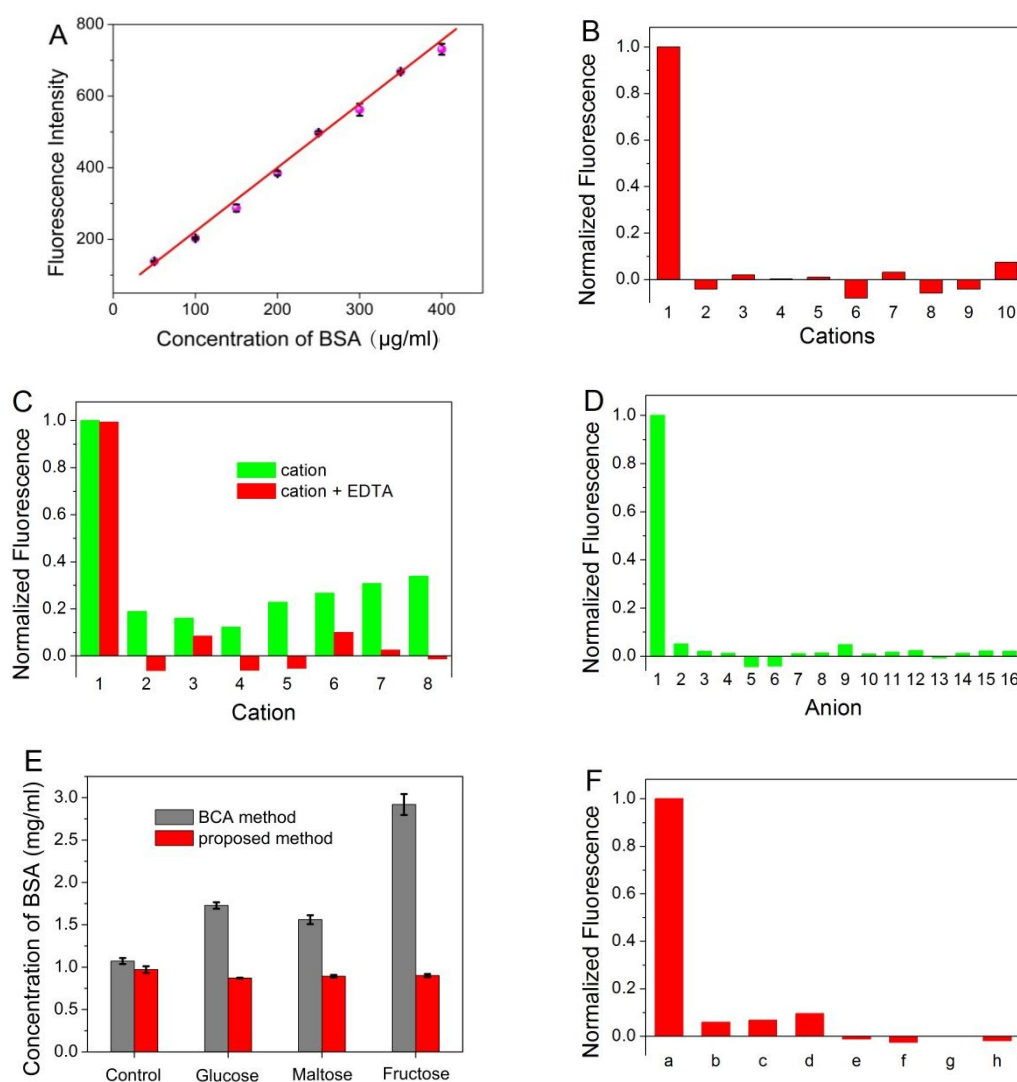 A
Fluorescence Intensity
800
600
400
200
0 100 200 300 400
Concentration of BSA (µg/ml)
B
Normalized Fluorescence
1.0
0.8
0.6
0.4
0.2
0.0
1 2 3 4 5 6 7 8 9 10
Cations
C
Normalized Fluorescence
1.0
0.8
0.6
0.4
0.2
0.0
cation
cation + EDTA
1 2 3 4 5 6 7 8
Cation
D
Normalized Fluorescence
1.0
0.8
0.6
0.4
0.2
0.0
1 2 3 4 5 6 7 8 9 10 11 12 13 14 15 16
Anion
E
Concentration of BSA (mg/ml)
3.0
2.5
2.0
1.5
1.0
0.5
0.0
BCA method
proposed method
Control Glucose Maltose Fructose
F
Normalized Fluorescence
1.0
0.8
0.6
0.4
0.2
0.0
a b c d e f g h